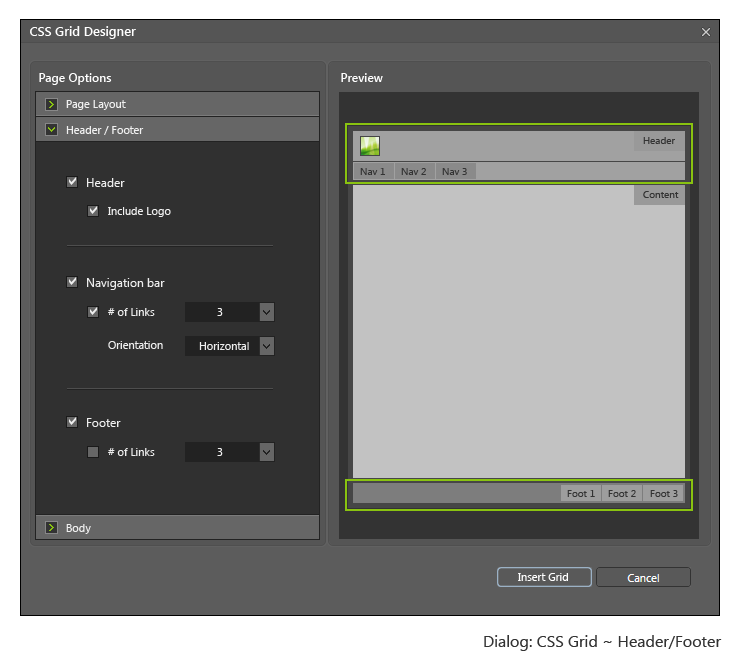 CSS Grid Designer
Page Options
Page Layout
Header / Footer
Header
Include Logo
Navigation bar
# of Links 3
Orientation Horizontal
Footer
# of Links 3
Body
Preview
Header
Nav 1 Nav 2 Nav 3
Content
Foot 1 Foot 2 Foot 3
Insert Grid Cancel
Dialog: CSS Grid ~ Header/Footer